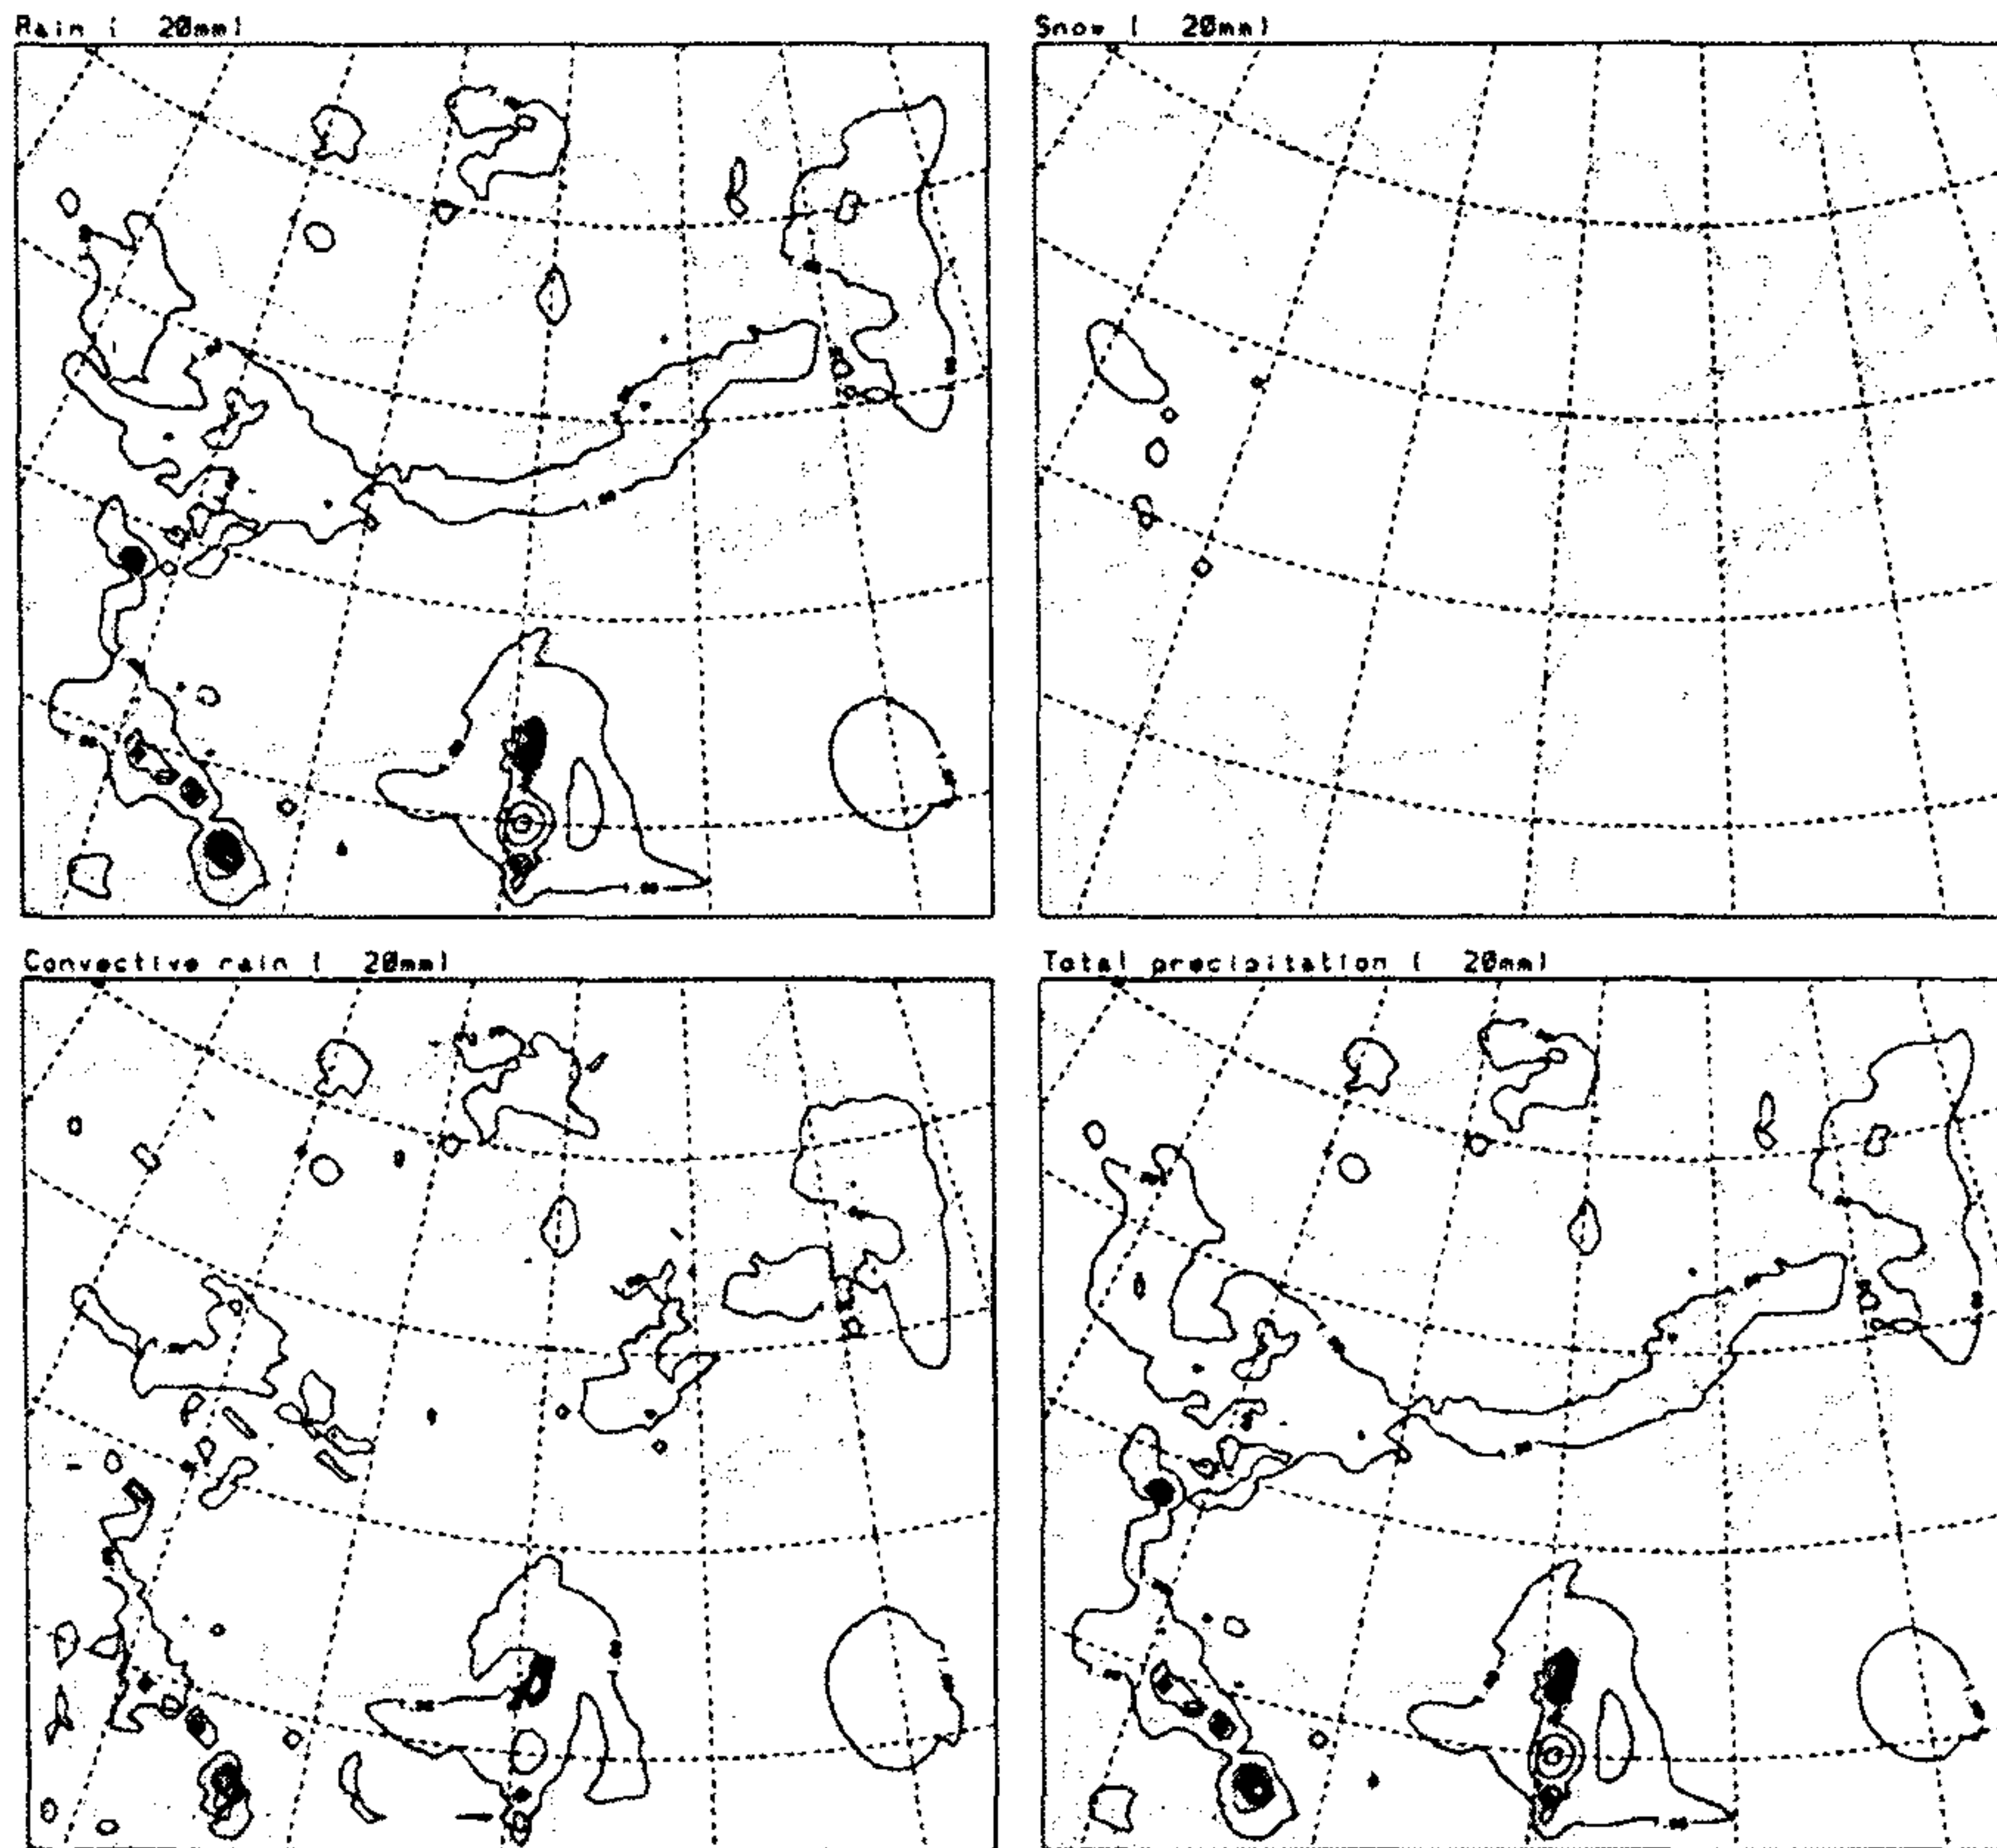 Rain ( 20mm)
Snow ( 20mm)
Convective rain ( 20mm)
Total precipitation ( 20mm)